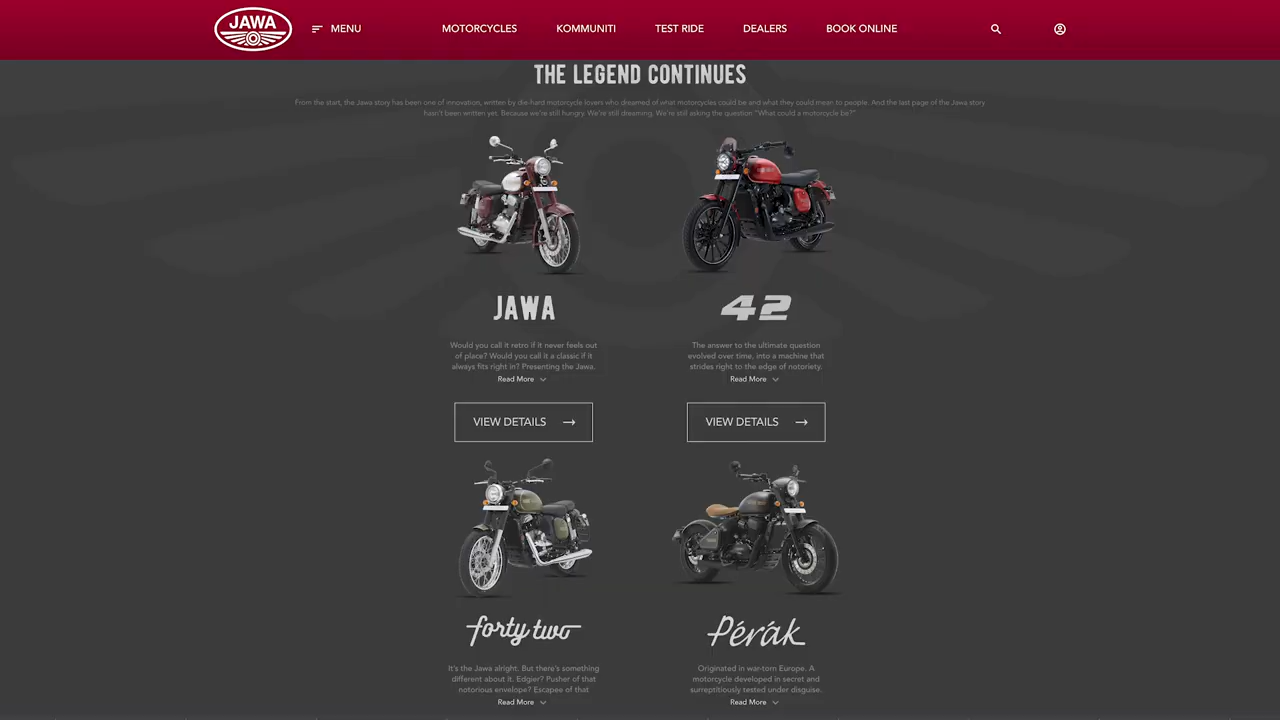 JAWA
MENU
MOTORCYCLES
KOMMUNITI
TEST RIDE
DEALERS
BOOK ONLINE
THE LEGEND CONTINUES
From the start, the Jawa story has been one of innovation, written by die-hard motorcycle lovers who dreamed of what motorcycles could be and what they could mean to people. And the last page of the Jawa story
hasn't been written yet. Because we're still hungry. We're still dreaming. We're still asking the question "What could a motorcycle be?"
JAWA
42
Would you call it retro if it never feels out
of place? Would you call it a classic if it
always fits right in? Presenting the Jawa.
Read More
The answer to the ultimate question
evolved over time, into a machine that
strides right to the edge of notoriety.
Read More
VIEW DETAILS →
VIEW DETAILS →
forty two
Pérák
It's the Jawa alright. But there's something
different about it. Edgier? Pusher of that
notorious envelope? Escapee of that
Read More
Originated in war-torn Europe. A
motorcycle developed in secret and
surreptitiously tested under disguise.
Read More